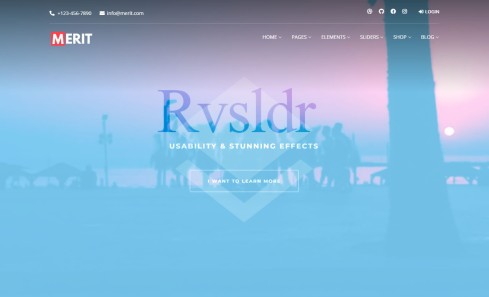 +123-456-7890 info@merit.com LOGIN
MERIT HOME PAGES ELEMENTS SLIDERS SHOP BLOG
Rvsldr
USABILITY & STUNNING EFFECTS
I WANT TO LEARN MORE